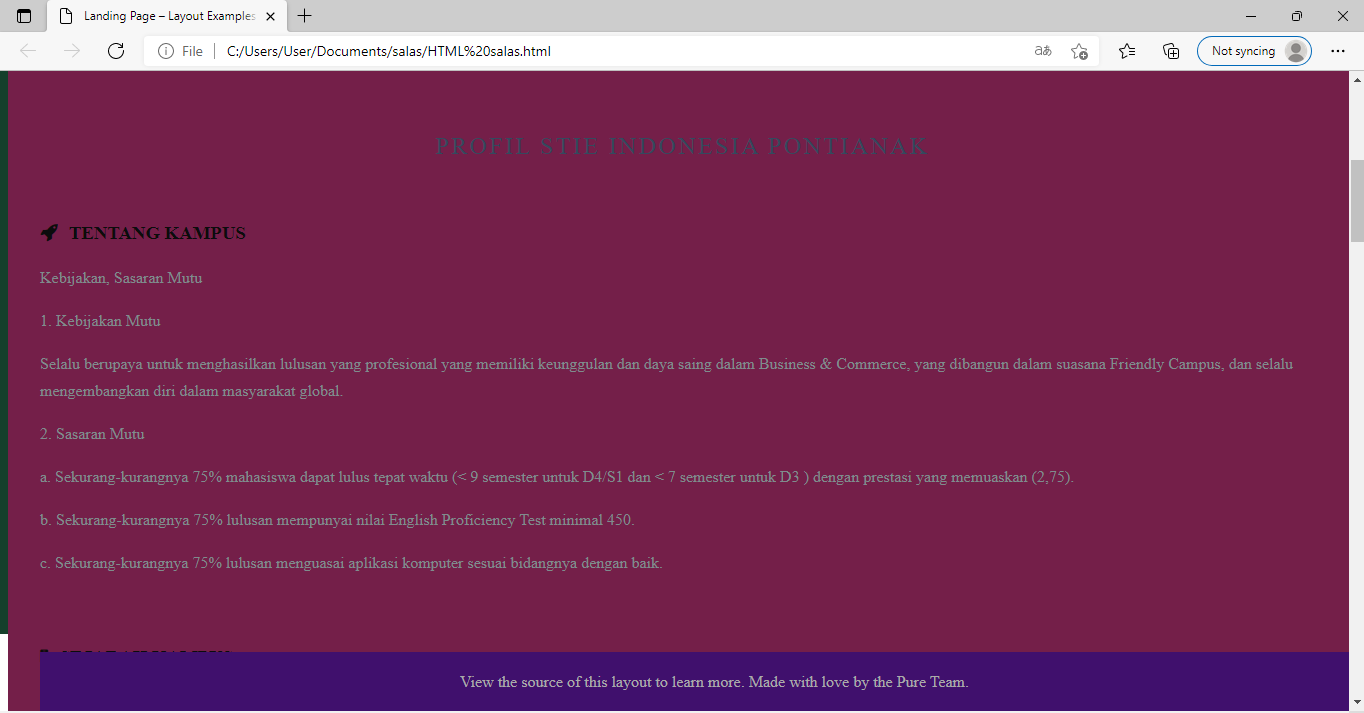 Landing Page – Layout Examples
File
C:/Users/User/Documents/salas/HTML%20salas.html
aあ
Not syncing
PROFIL STIE INDONESIA PONTIANAK
TENTANG KAMPUS
Kebijakan, Sasaran Mutu
1. Kebijakan Mutu
Selalu berupaya untuk menghasilkan lulusan yang profesional yang memiliki keunggulan dan daya saing dalam Business & Commerce, yang dibangun dalam suasana Friendly Campus, dan selalu
mengembangkan diri dalam masyarakat global.
2. Sasaran Mutu
a. Sekurang-kurangnya 75% mahasiswa dapat lulus tepat waktu (< 9 semester untuk D4/S1 dan < 7 semester untuk D3 ) dengan prestasi yang memuaskan (2,75).
b. Sekurang-kurangnya 75% lulusan mempunyai nilai English Proficiency Test minimal 450.
c. Sekurang-kurangnya 75% lulusan menguasai aplikasi komputer sesuai bidangnya dengan baik.
View the source of this layout to learn more. Made with love by the Pure Team.